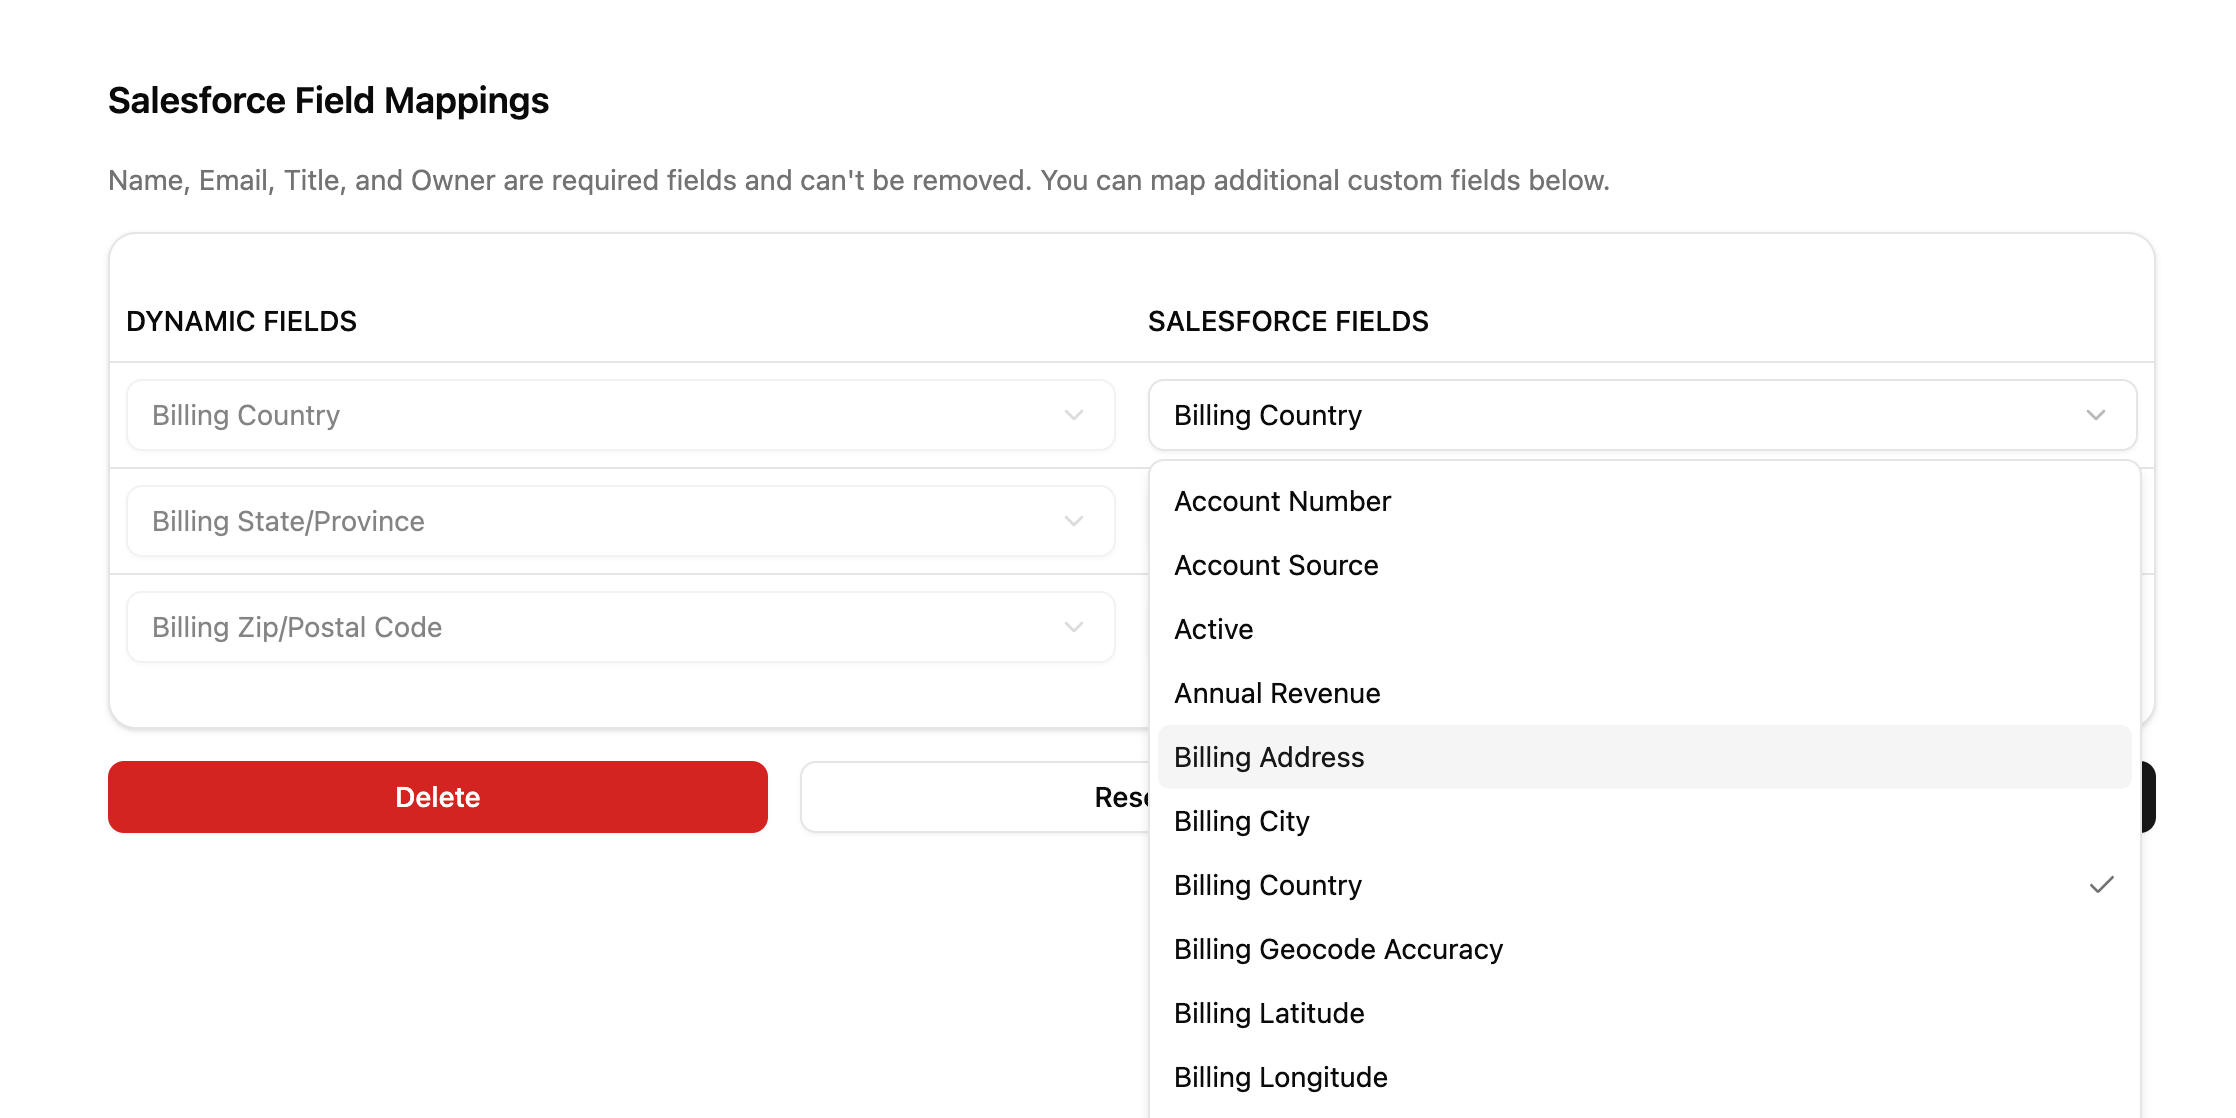 Salesforce Field Mappings
Name, Email, Title, and Owner are required fields and can't be removed. You can map additional custom fields below.
DYNAMIC FIELDS
SALESFORCE FIELDS
Billing Country
Billing Country
Billing State/Province
Billing Zip/Postal Code
Account Number
Account Source
Active
Annual Revenue
Billing Address
Billing City
Billing Country
Billing Geocode Accuracy
Billing Latitude
Billing Longitude
Delete